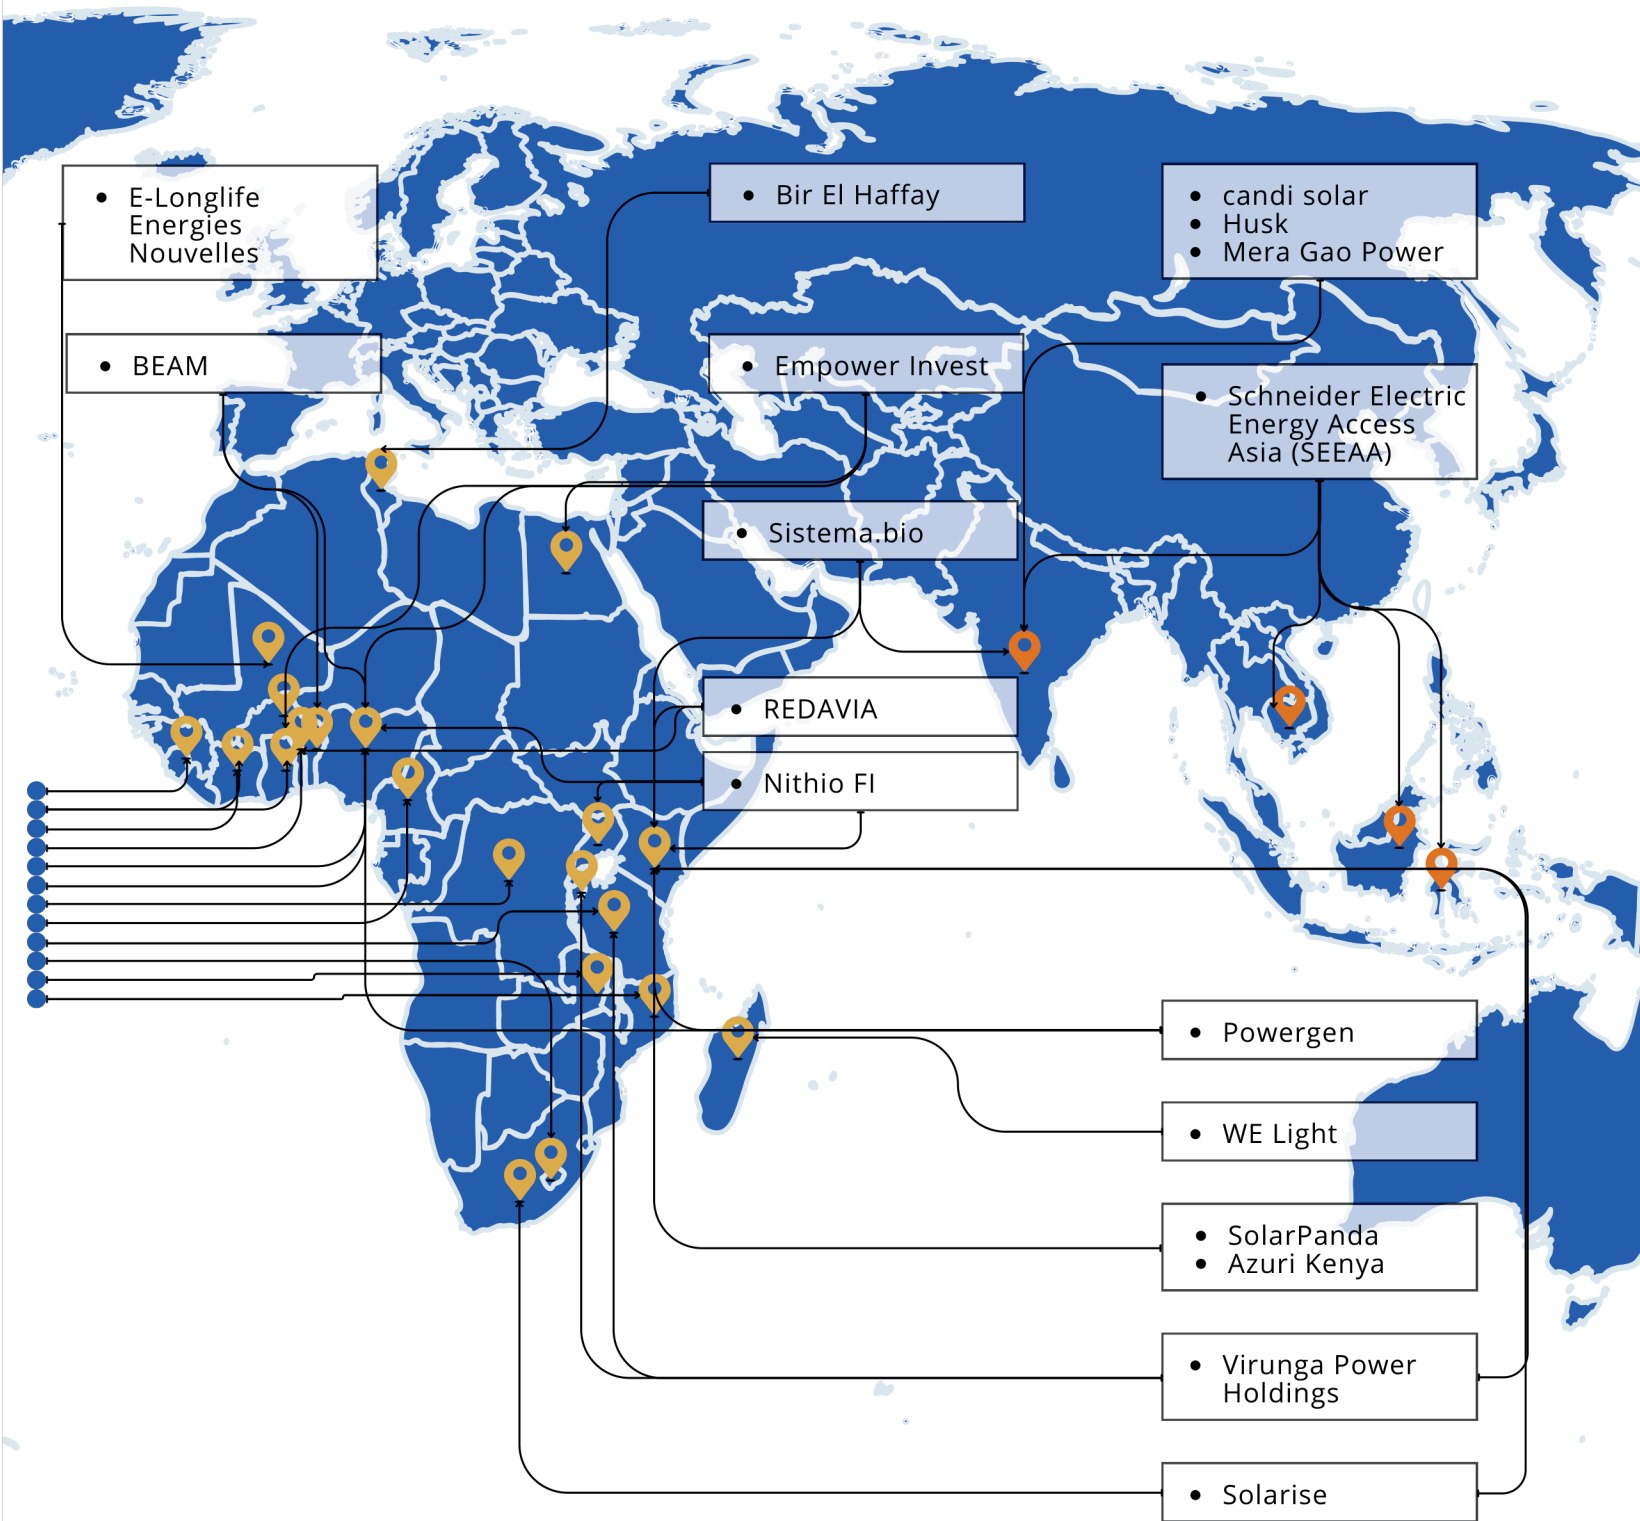 E-Longlife
Energies
Nouvelles
Bir El Haffay
candi solar
Husk
Mera Gao Power
BEAM
Empower Invest
Schneider Electric
Energy Access
Asia (SEEAA)
Sistema.bio
REDAVIA
Nithio FI
Powergen
WE Light
SolarPanda
Azuri Kenya
Virunga Power
Holdings
Solarise